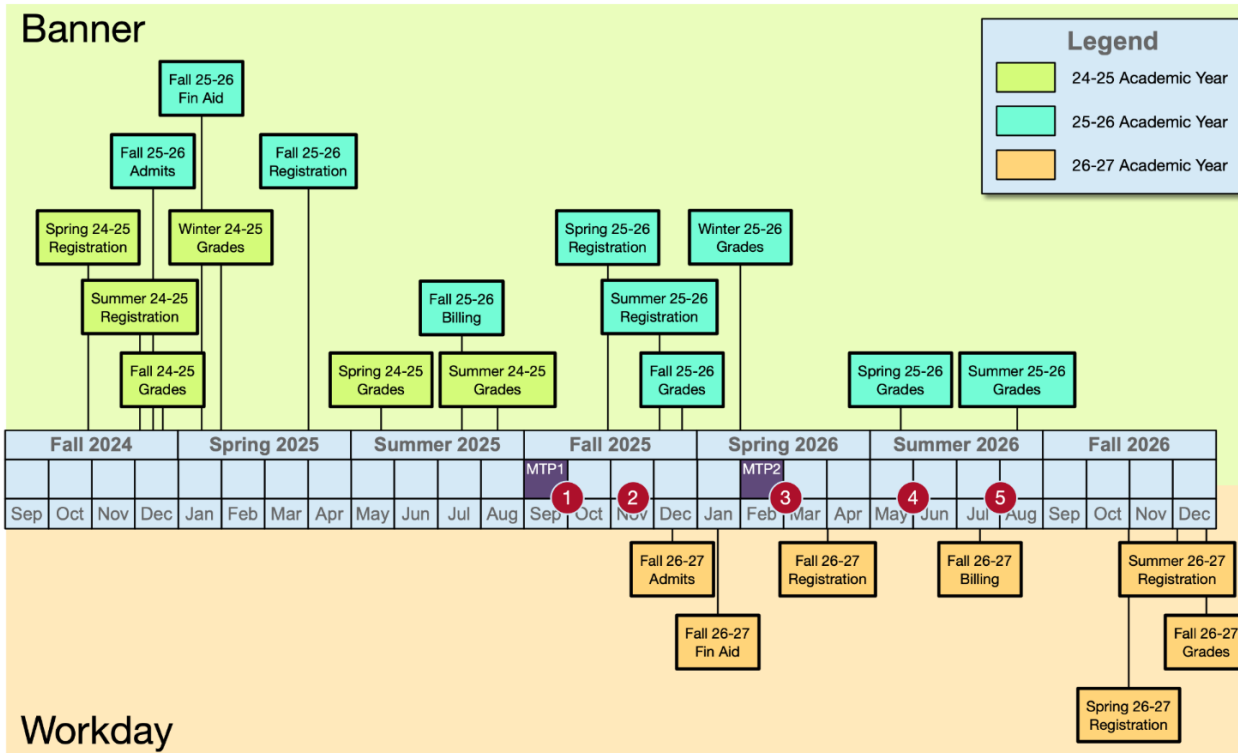 Banner
Legend
24-25 Academic Year
25-26 Academic Year
26-27 Academic Year
Fall 25-26
Fin Aid
Fall 25-26
Admits
Fall 25-26
Registration
Spring 24-25
Registration
Winter 24-25
Grades
Spring 25-26
Registration
Winter 25-26
Grades
Summer 24-25
Registration
Fall 25-26
Billing
Summer 25-26
Registration
Fall 24-25
Grades
Spring 24-25
Grades
Summer 24-25
Grades
Fall 25-26
Grades
Spring 25-26
Grades
Summer 25-26
Grades
Fall 2024 Spring 2025 Summer 2025 Fall 2025 Spring 2026 Summer 2026 Fall 2026
MTP1 MTP2
1 2 3 4 5
Sep Oct Nov Dec Jan Feb Mar Apr May Jun Jul Aug Sep Oct Nov Dec Jan Feb Mar Apr May Jun Jul Aug Sep Oct Nov Dec
Fall 26-27
Admits
Fall 26-27
Registration
Fall 26-27
Billing
Summer 26-27
Registration
Fall 26-27
Fin Aid
Fall 26-27
Grades
Spring 26-27
Registration
Workday